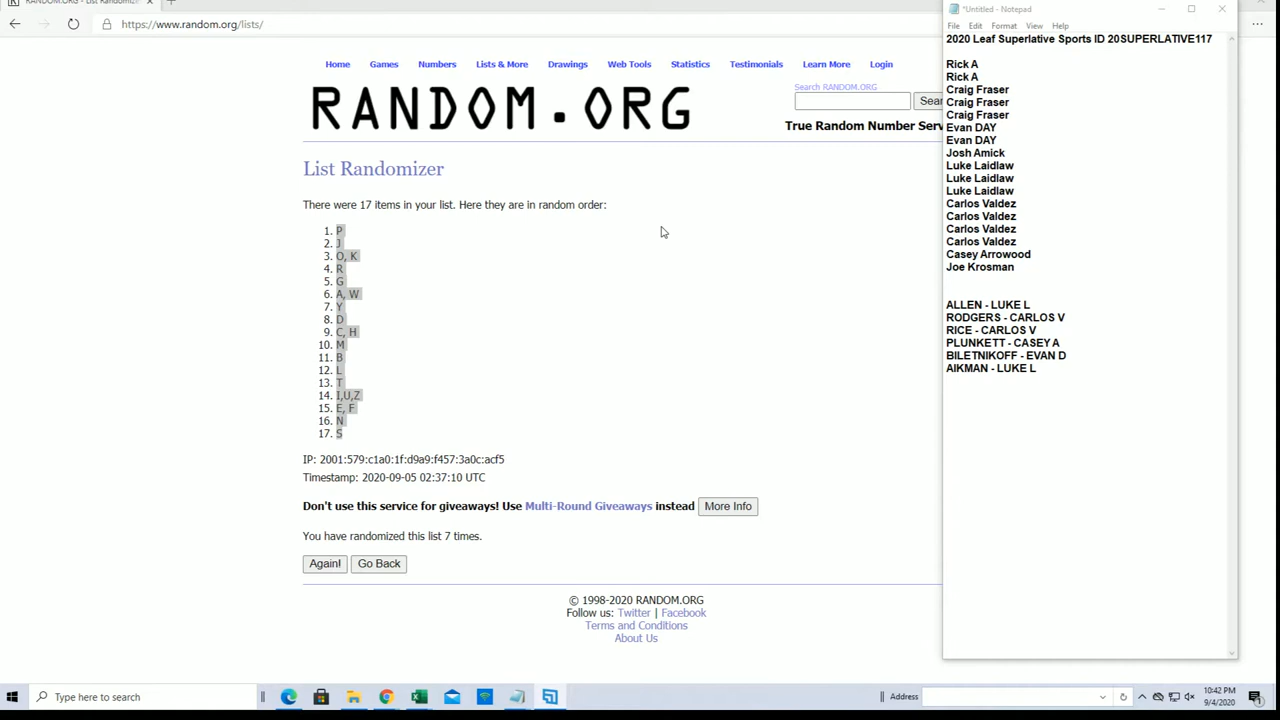 RANDOM.ORG - List Randomizer
https://www.random.org/lists/
Home Games Numbers Lists & More Drawings Web Tools Statistics Testimonials Learn More Login
RANDOM.ORG
Search RANDOM.ORG
True Random Number Serv
List Randomizer
There were 17 items in your list. Here they are in random order:
1. P
2. J
3. O, K
4. R
5. G
6. A, W
7. Y
8. D
9. C, H
10. M
11. B
12. L
13. T
14. I,U,Z
15. E, F
16. N
17. S
IP: 2001:579:c1a0:1f:d9a9:f457:3a0c:acf5
Timestamp: 2020-09-05 02:37:10 UTC
Don't use this service for giveaways! Use Multi-Round Giveaways instead More Info
You have randomized this list 7 times.
Again! Go Back
© 1998-2020 RANDOM.ORG
Follow us: Twitter | Facebook
Terms and Conditions
About Us
*Untitled - Notepad
File Edit Format View Help
2020 Leaf Superlative Sports ID 20SUPERLATIVE117
Rick A
Rick A
Craig Fraser
Craig Fraser
Craig Fraser
Evan DAY
Evan DAY
Josh Amick
Luke Laidlaw
Luke Laidlaw
Luke Laidlaw
Carlos Valdez
Carlos Valdez
Carlos Valdez
Carlos Valdez
Casey Arrowood
Joe Krosman
ALLEN - LUKE L
RODGERS - CARLOS V
RICE - CARLOS V
PLUNKETT - CASEY A
BILETNIKOFF - EVAN D
AIKMAN - LUKE L
Type here to search
Address
10:42 PM
9/4/2020